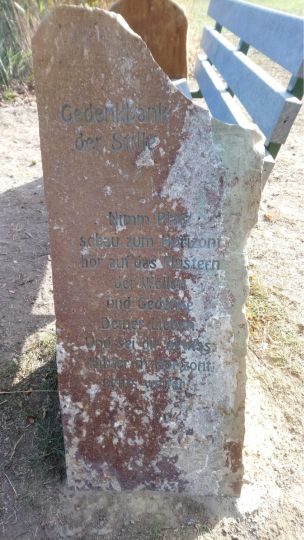 Gedenkbank
der Stille
Nimm Platz
schau zum Horizont
hör auf das Flüstern
der Wellen
und Gedenke
Deiner Lieben
Und sei
Horizont